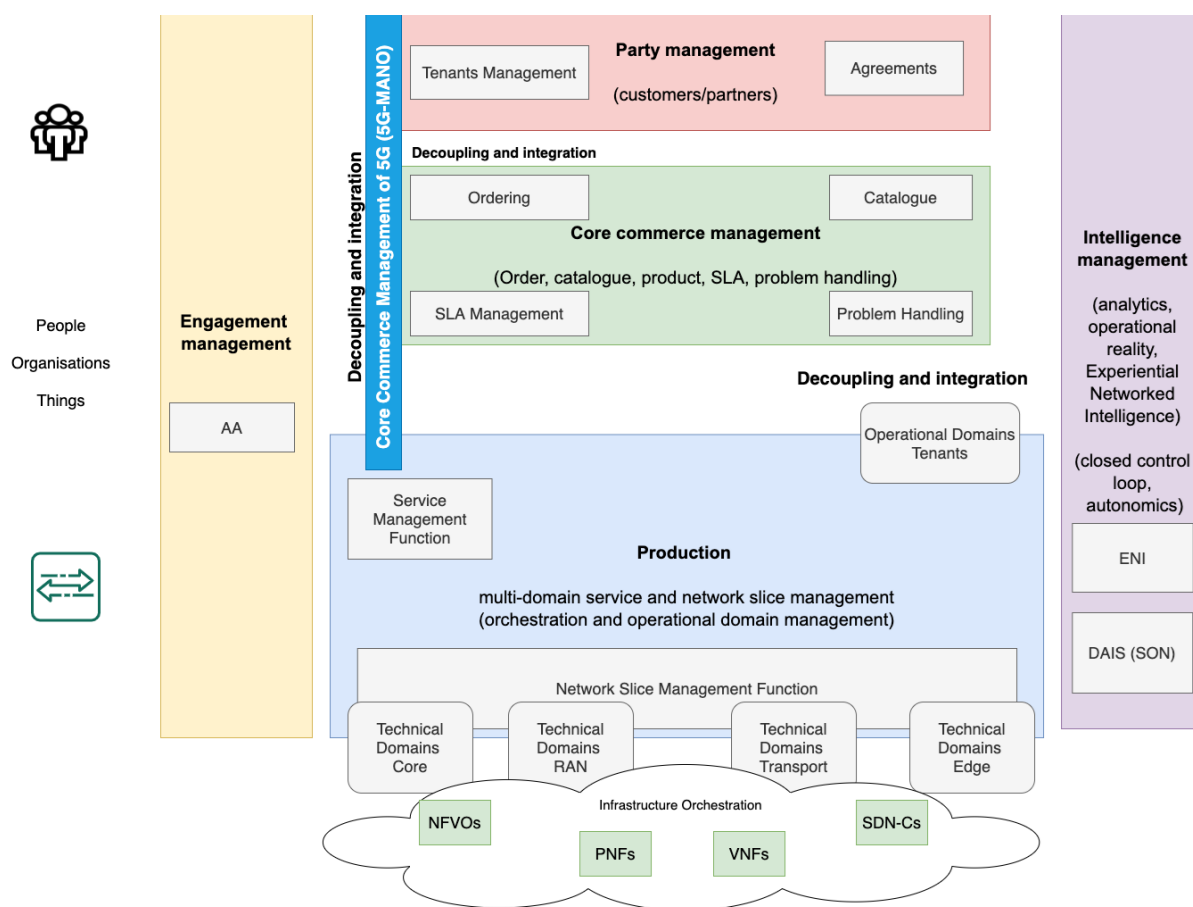 Party management
Tenants Management
Agreements
(customers/partners)
Decoupling and integration
Core Commerce Management of 5G (5G-MANO)
Decoupling and integration
Ordering
Catalogue
Core commerce management
(Order, catalogue, product, SLA, problem handling)
SLA Management
Problem Handling
Decoupling and integration
People
Organisations
Things
Engagement
management
AA
Intelligence
management
(analytics,
operational
reality,
Experiential
Networked
Intelligence)
(closed control
loop,
autonomics)
ENI
DAIS (SON)
Operational Domains
Tenants
Service
Management
Function
Production
multi-domain service and network slice management
(orchestration and operational domain management)
Network Slice Management Function
Technical
Domains
Core
Technical
Domains
RAN
Technical
Domains
Transport
Technical
Domains
Edge
Infrastructure Orchestration
NFVOs
SDN-Cs
PNFs
VNFs